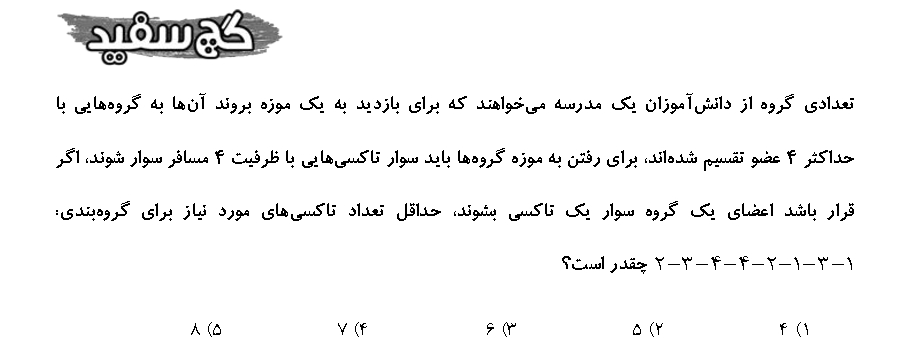 گچ سفید
تعدادی گروه از دانش‌آموزان یک مدرسه می‌خواهند که برای بازدید به یک موزه بروند آن‌ها به گروه‌هایی با
حداکثر ۴ عضو تقسیم شده‌اند، برای رفتن به موزه گروه‌ها باید سوار تاکسی‌هایی با ظرفیت ۴ مسافر سوار شوند، اگر
قرار باشد اعضای یک گروه سوار یک تاکسی بشوند، حداقل تعداد تاکسی‌های مورد نیاز برای گروه‌بندی:
۱-۳-۱-۲-۴-۴-۳-۲ چقدر است؟
۱) ۴ ۲) ۵ ۳) ۶ ۴) ۷ ۵) ۸